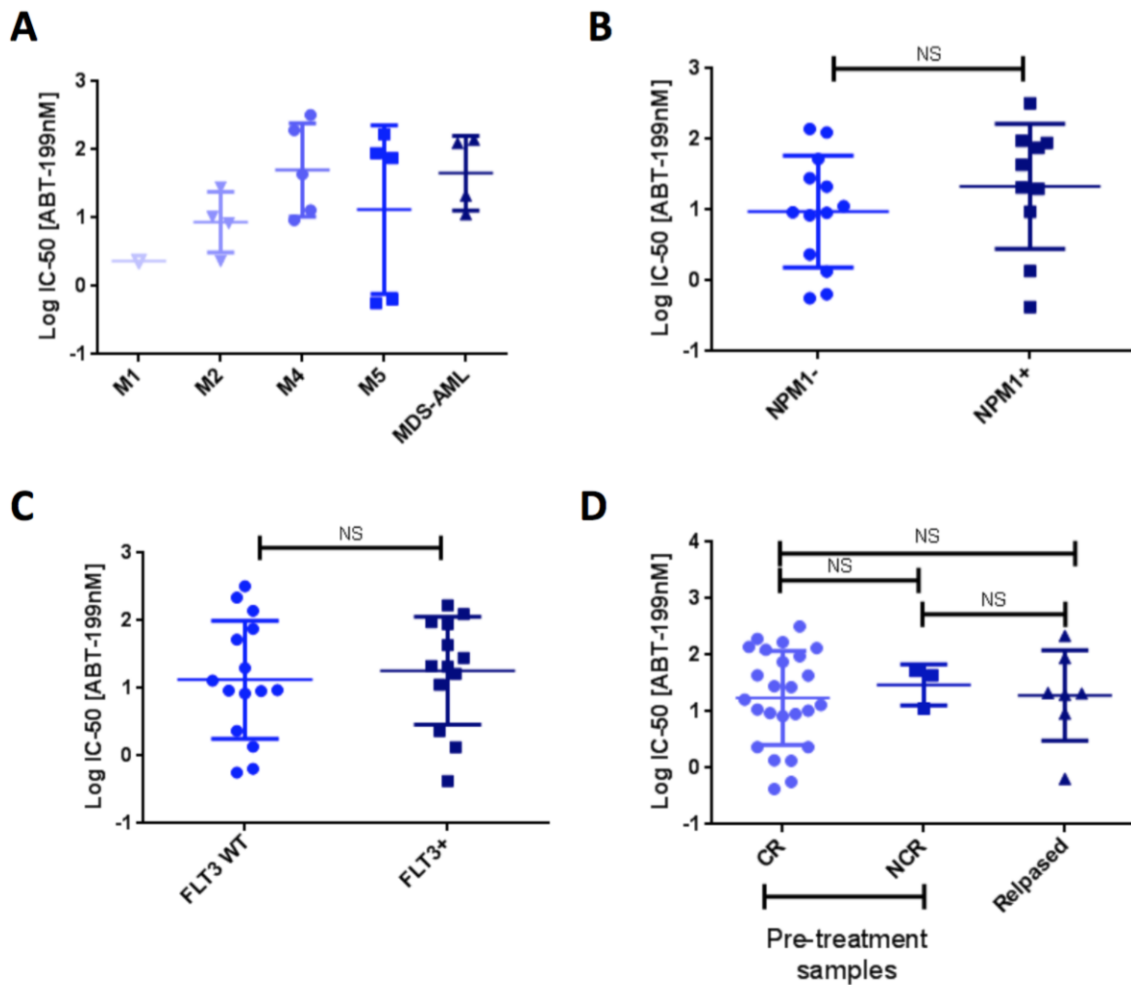 A
Log IC-50 [ABT-199nM]
3
2
1
0
-1
M1
M2
M4
M5
MDS-AML
B
NS
Log IC-50 [ABT-199nM]
3
2
1
0
-1
NPM1-
NPM1+
C
NS
Log IC-50 [ABT-199nM]
3
2
1
0
-1
FLT3 WT
FLT3+
D
NS
NS
NS
Log IC-50 [ABT-199nM]
4
3
2
1
0
-1
CR
NCR
Relpased
Pre-treatment
samples